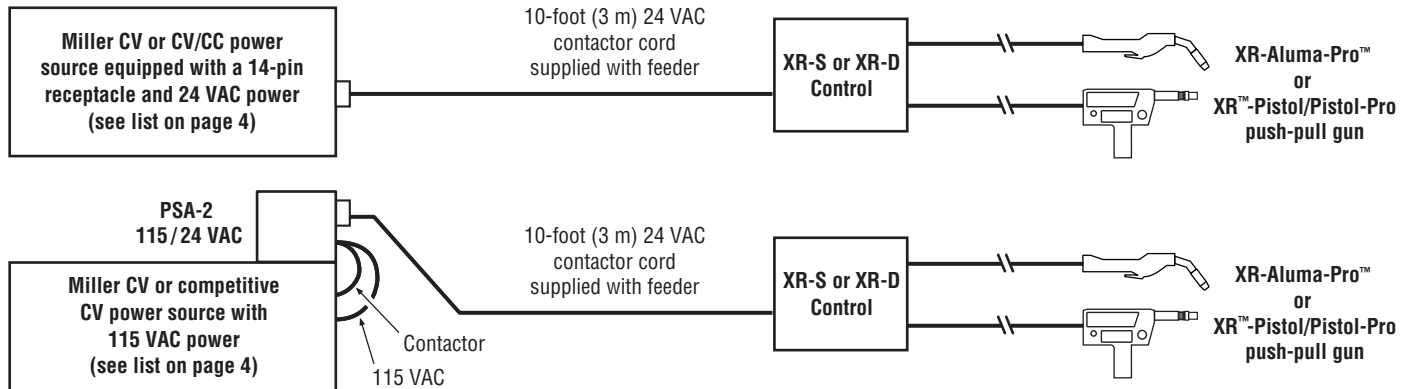 Miller CV or CV/CC power
source equipped with a 14-pin
receptacle and 24 VAC power
(see list on page 4)
10-foot (3 m) 24 VAC
contactor cord
supplied with feeder
XR-S or XR-D
Control
XR-Aluma-Pro™
or
XR™-Pistol/Pistol-Pro
push-pull gun
PSA-2
115/24 VAC
Miller CV or competitive
CV power source with
115 VAC power
(see list on page 4)
Contactor
115 VAC
10-foot (3 m) 24 VAC
contactor cord
supplied with feeder
XR-S or XR-D
Control
XR-Aluma-Pro™
or
XR™-Pistol/Pistol-Pro
push-pull gun